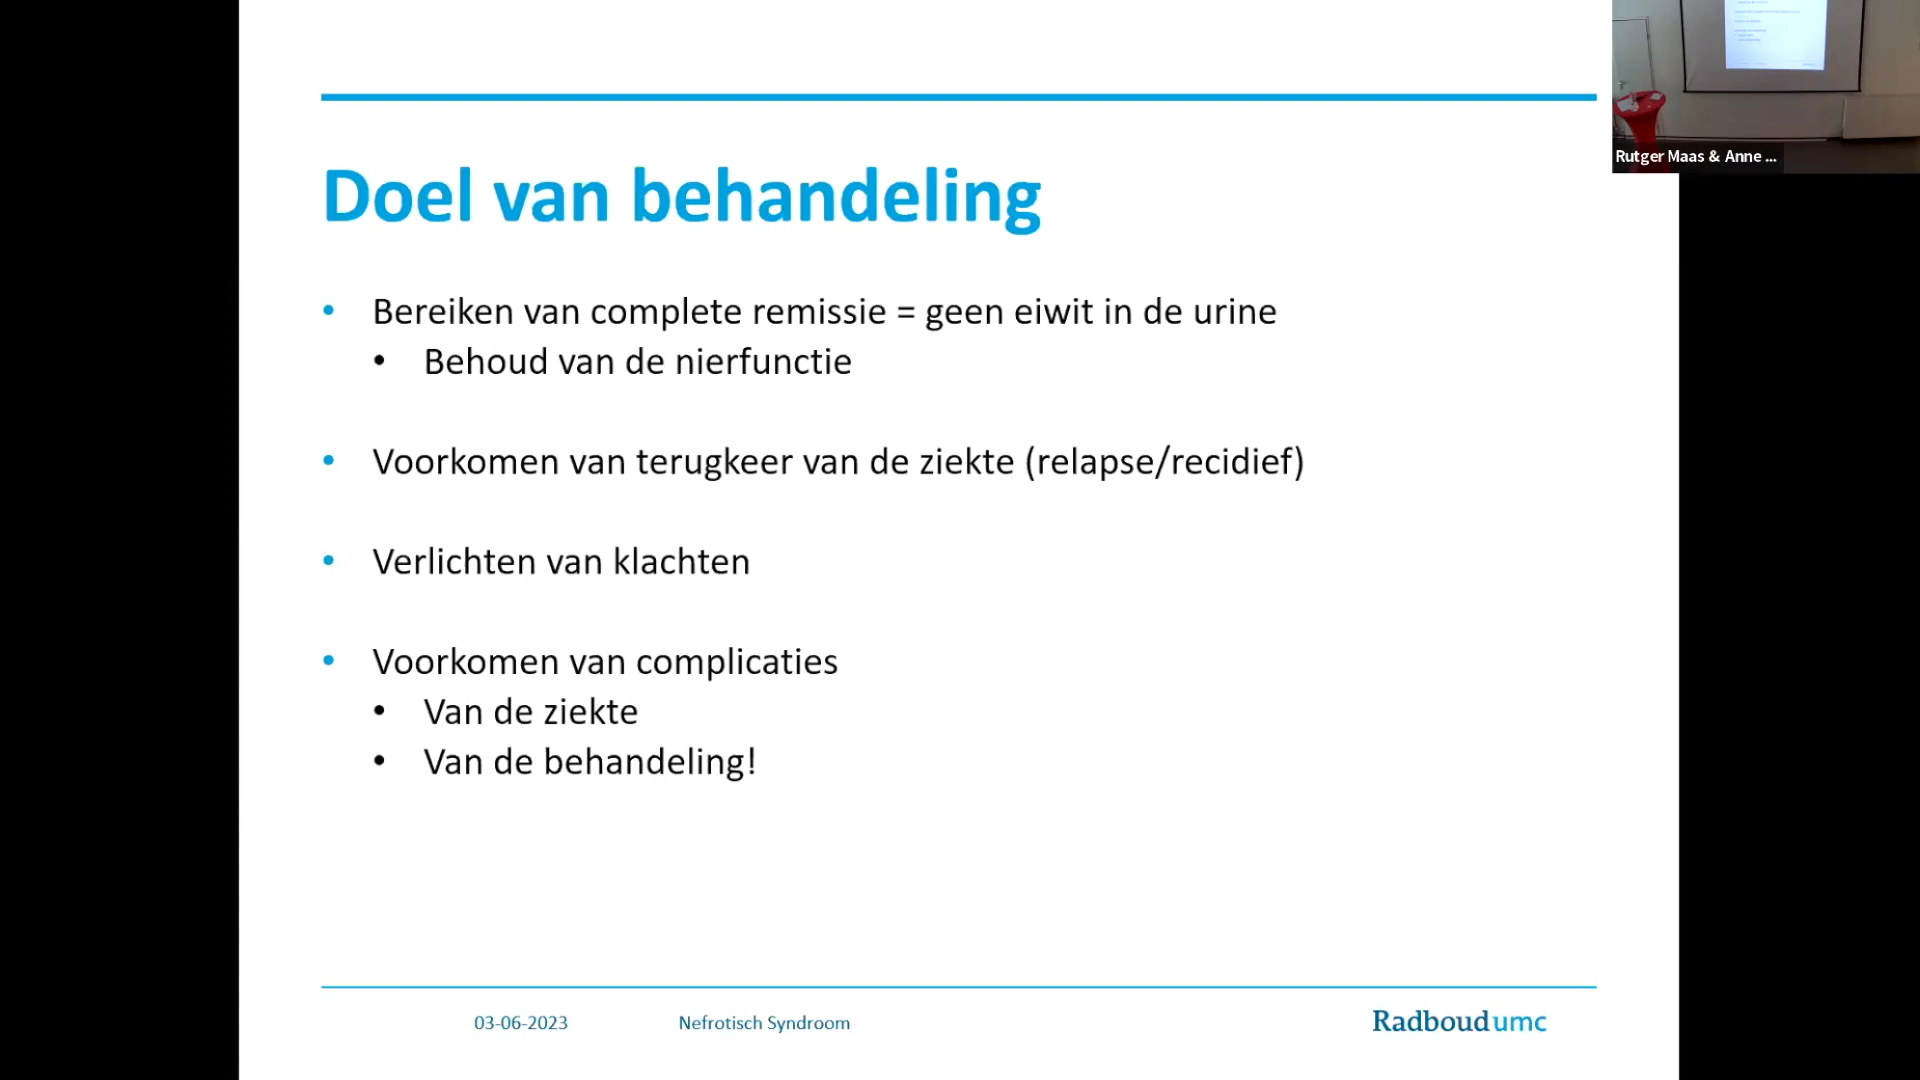 Doel van behandeling
• Bereiken van complete remissie = geen eiwit in de urine
• Behoud van de nierfunctie
• Voorkomen van terugkeer van de ziekte (relapse/recidief)
• Verlichten van klachten
• Voorkomen van complicaties
• Van de ziekte
• Van de behandeling!
03-06-2023 Nefrotisch Syndroom Radboudumc
Rutger Maas & Anne ...